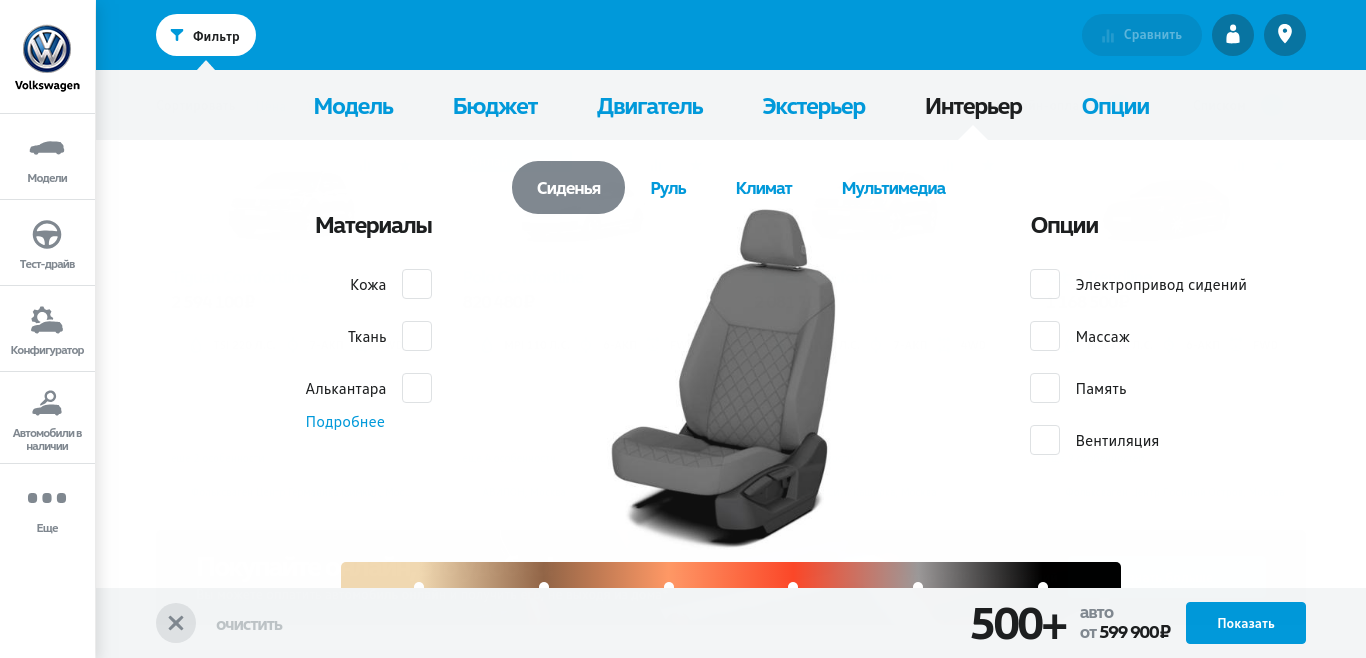 Volkswagen
Модели
Тест-драйв
Конфигуратор
Автомобили в
наличии
Еще
Фильтр
Сравнить
Модель Бюджет Двигатель Экстерьер Интерьер Опции
Сиденья Руль Климат Мультимедиа
Материалы
Кожа
Ткань
Алькантара
Подробнее
Опции
Электропривод сидений
Массаж
Память
Вентиляция
очистить
500+
авто
от 599 900₽
Показать